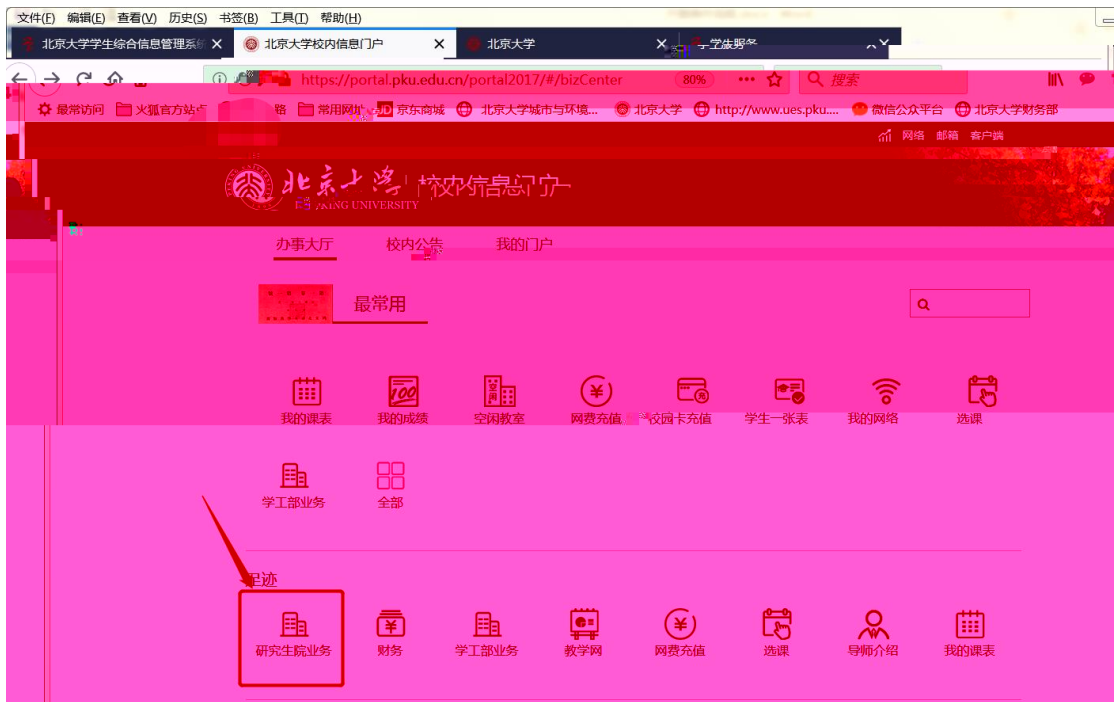 文件(F) 编辑(E) 查看(V) 历史(S) 书签(B) 工具(T) 帮助(H)
北京大学学生综合信息管理系统 × 北京大学校内信息门户 × 北京大学 ×
https://portal.pku.edu.cn/portal2017/#/bizCenter 80% ••• 搜索
最常访问 火狐官方站点 常用网址 JD 京东商城 北京大学城市与环境... 北京大学 http://www.ues.pku.... 微信公众平台 北京大学财务部
网络 邮箱 客户端
北京大学 校内信息门户
PEKING UNIVERSITY
办事大厅 校内公告 我的门户
最常用
我的课表 我的成绩 空闲教室 网费充值 校园卡充值 学生一张表 我的网络 选课
学工部业务 全部
足迹
研究生院业务 财务 学工部业务 教学网 网费充值 选课 导师介绍 我的课表